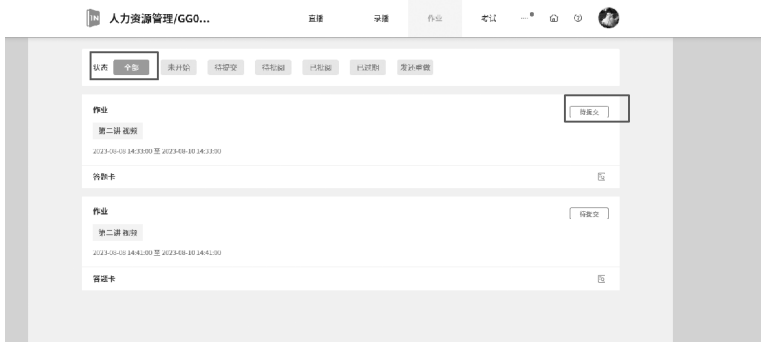 人力资源管理/GG0... 直播 录播 作业 考试 ...
状态 全部 未开始 待提交 待批阅 已批阅 已过期 发还重做
作业 待提交
第二讲 视频
2023-08-08 14:33:00 至 2023-08-10 14:33:00
答题卡
作业 待提交
第二讲 视频
2023-08-08 14:41:00 至 2023-08-10 14:41:00
答题卡